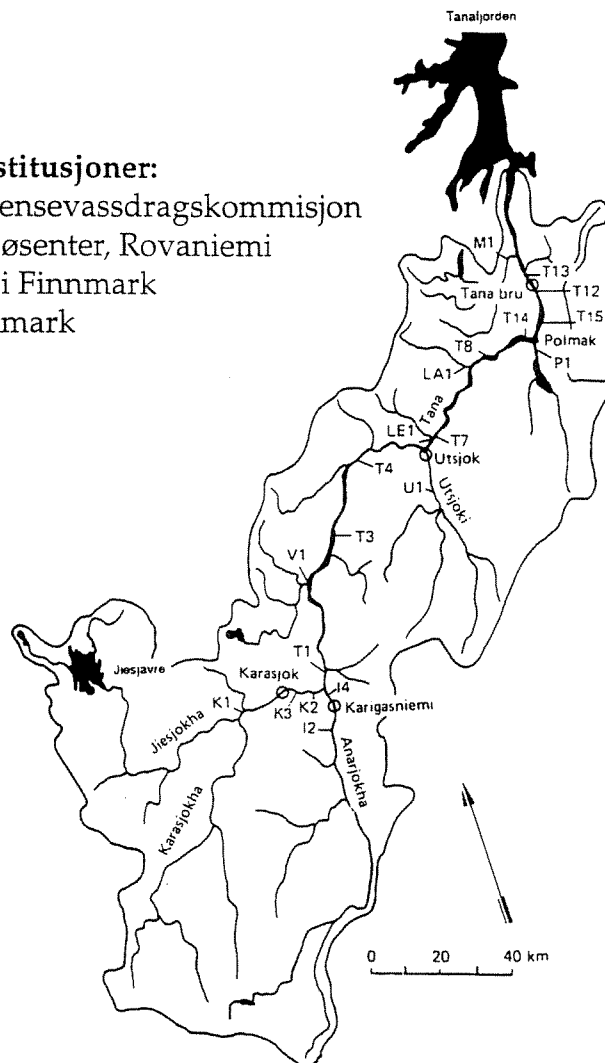 Tanafjorden
stitusjoner:
ensevassdragskommisjon
øsenter, Rovaniemi
i Finnmark
mark
M1
T13
Tana bru
T12
T14
T15
T8
Polmak
P1
LA1
Tana
LE1
T7
Utsjok
T4
U1
Utsjoki
T3
V1
T1
Jiesjavre
Karasjok
I4
K1
K3
K2
Karigasniemi
I2
Jiesjokha
Anarjokha
Karasjokha
0 20 40 km